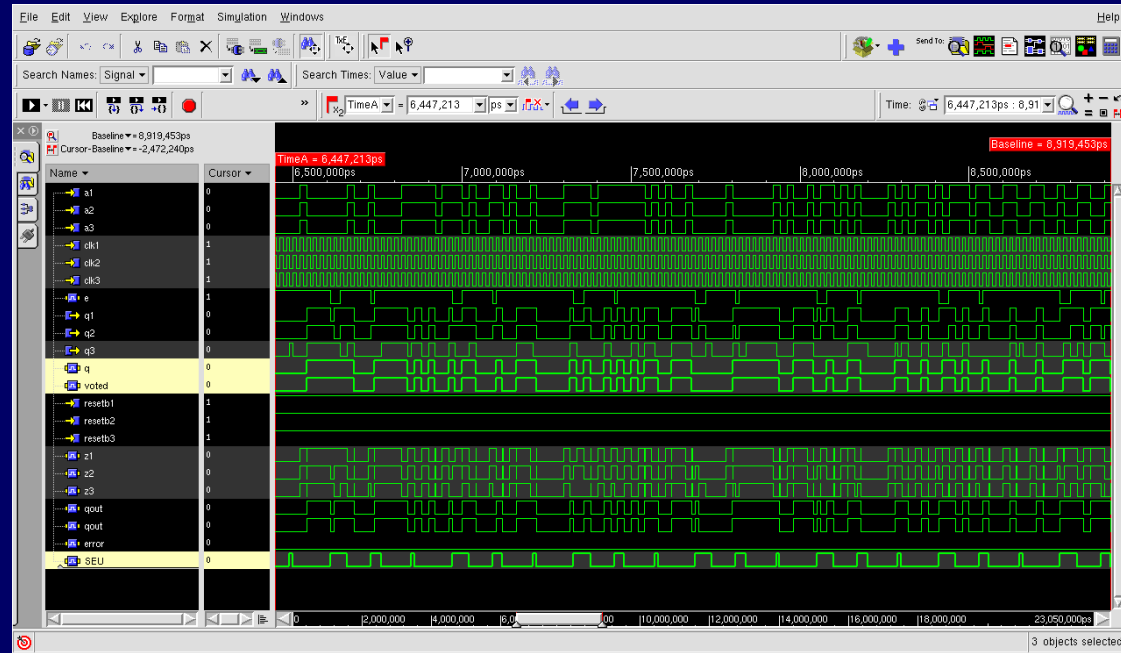 File Edit View Explore Format Simulation Windows Help
TxE Send To:
Search Names: Signal Search Times: Value
» X2 TimeA = 6,447,213 ps Time: 6,447,213ps : 8,91
Baseline = 8,919,453ps
Cursor-Baseline = -2,472,240ps
Baseline = 8,919,453ps
TimeA = 6,447,213ps
Name Cursor 6,500,000ps 7,000,000ps 7,500,000ps 8,000,000ps 8,500,000ps
a1 0
a2 0
a3 0
clk1 1
clk2 1
clk3 1
e 1
q1 0
q2 0
q3 0
q 0
voted 0
resetb1 1
resetb2 1
resetb3 1
z1 0
z2 0
z3 0
qout 0
qout 0
error 0
SEU 0
0 2,000,000 4,000,000 6,0 00 10,000,000 12,000,000 14,000,000 16,000,000 18,000,000 23,050,000ps
3 objects selected